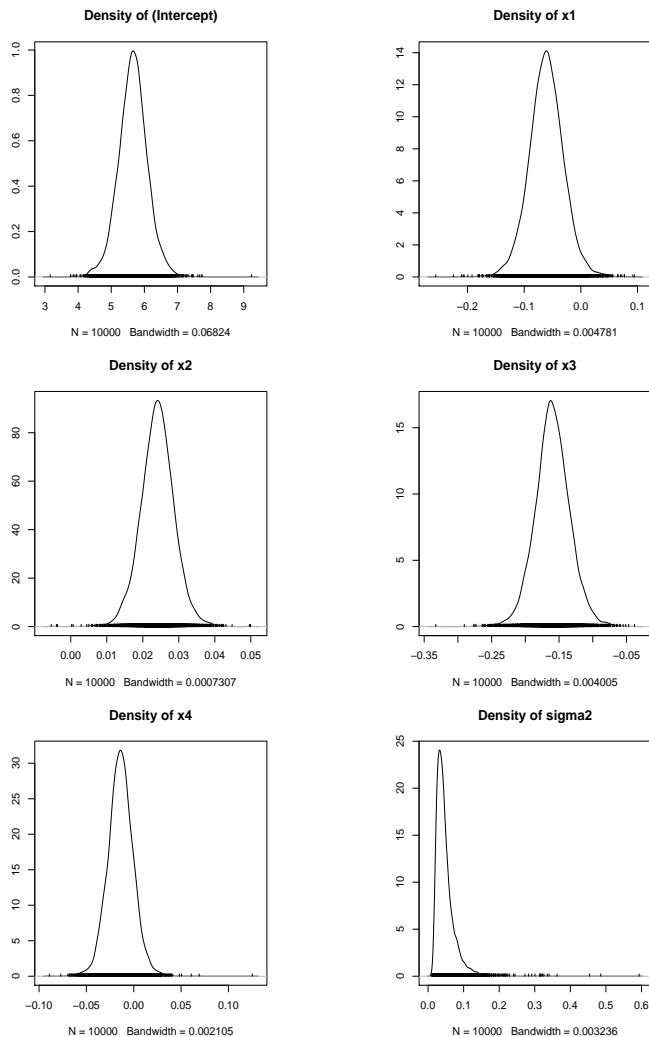 Density of (Intercept)
0.0 0.2 0.4 0.6 0.8 1.0
3 4 5 6 7 8 9
N = 10000 Bandwidth = 0.06824
Density of x1
0 2 4 6 8 10 12 14
−0.2 −0.1 0.0 0.1
N = 10000 Bandwidth = 0.004781
Density of x2
0 20 40 60 80
0.00 0.01 0.02 0.03 0.04 0.05
N = 10000 Bandwidth = 0.0007307
Density of x3
0 5 10 15
−0.35 −0.25 −0.15 −0.05
N = 10000 Bandwidth = 0.004005
Density of x4
0 5 10 15 20 25 30
−0.10 −0.05 0.00 0.05 0.10
N = 10000 Bandwidth = 0.002105
Density of sigma2
0 5 10 15 20 25
0.0 0.1 0.2 0.3 0.4 0.5 0.6
N = 10000 Bandwidth = 0.003236